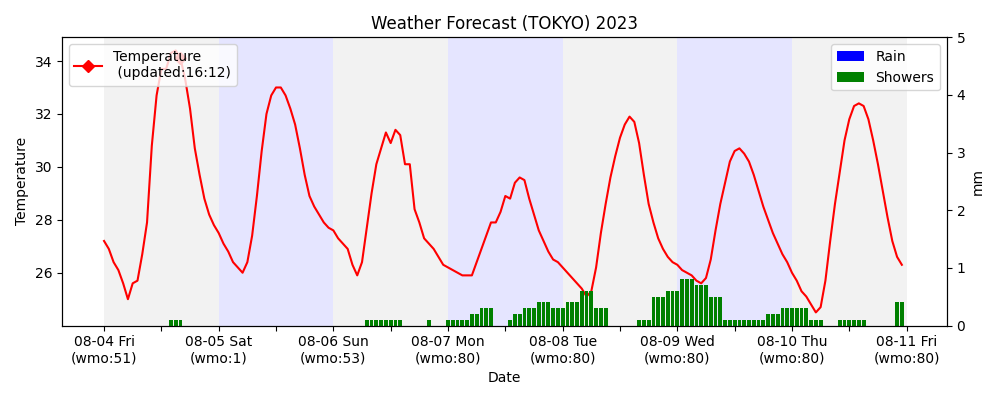 Weather Forecast (TOKYO) 2023
Temperature
(updated:16:12)
Rain
Showers
34
32
30
28
26
Temperature
5
4
3
2
1
0
mm
08-04 Fri
(wmo:51)
08-05 Sat
(wmo:1)
08-06 Sun
(wmo:53)
08-07 Mon
(wmo:80)
08-08 Tue
(wmo:80)
08-09 Wed
(wmo:80)
08-10 Thu
(wmo:80)
08-11 Fri
(wmo:80)
Date